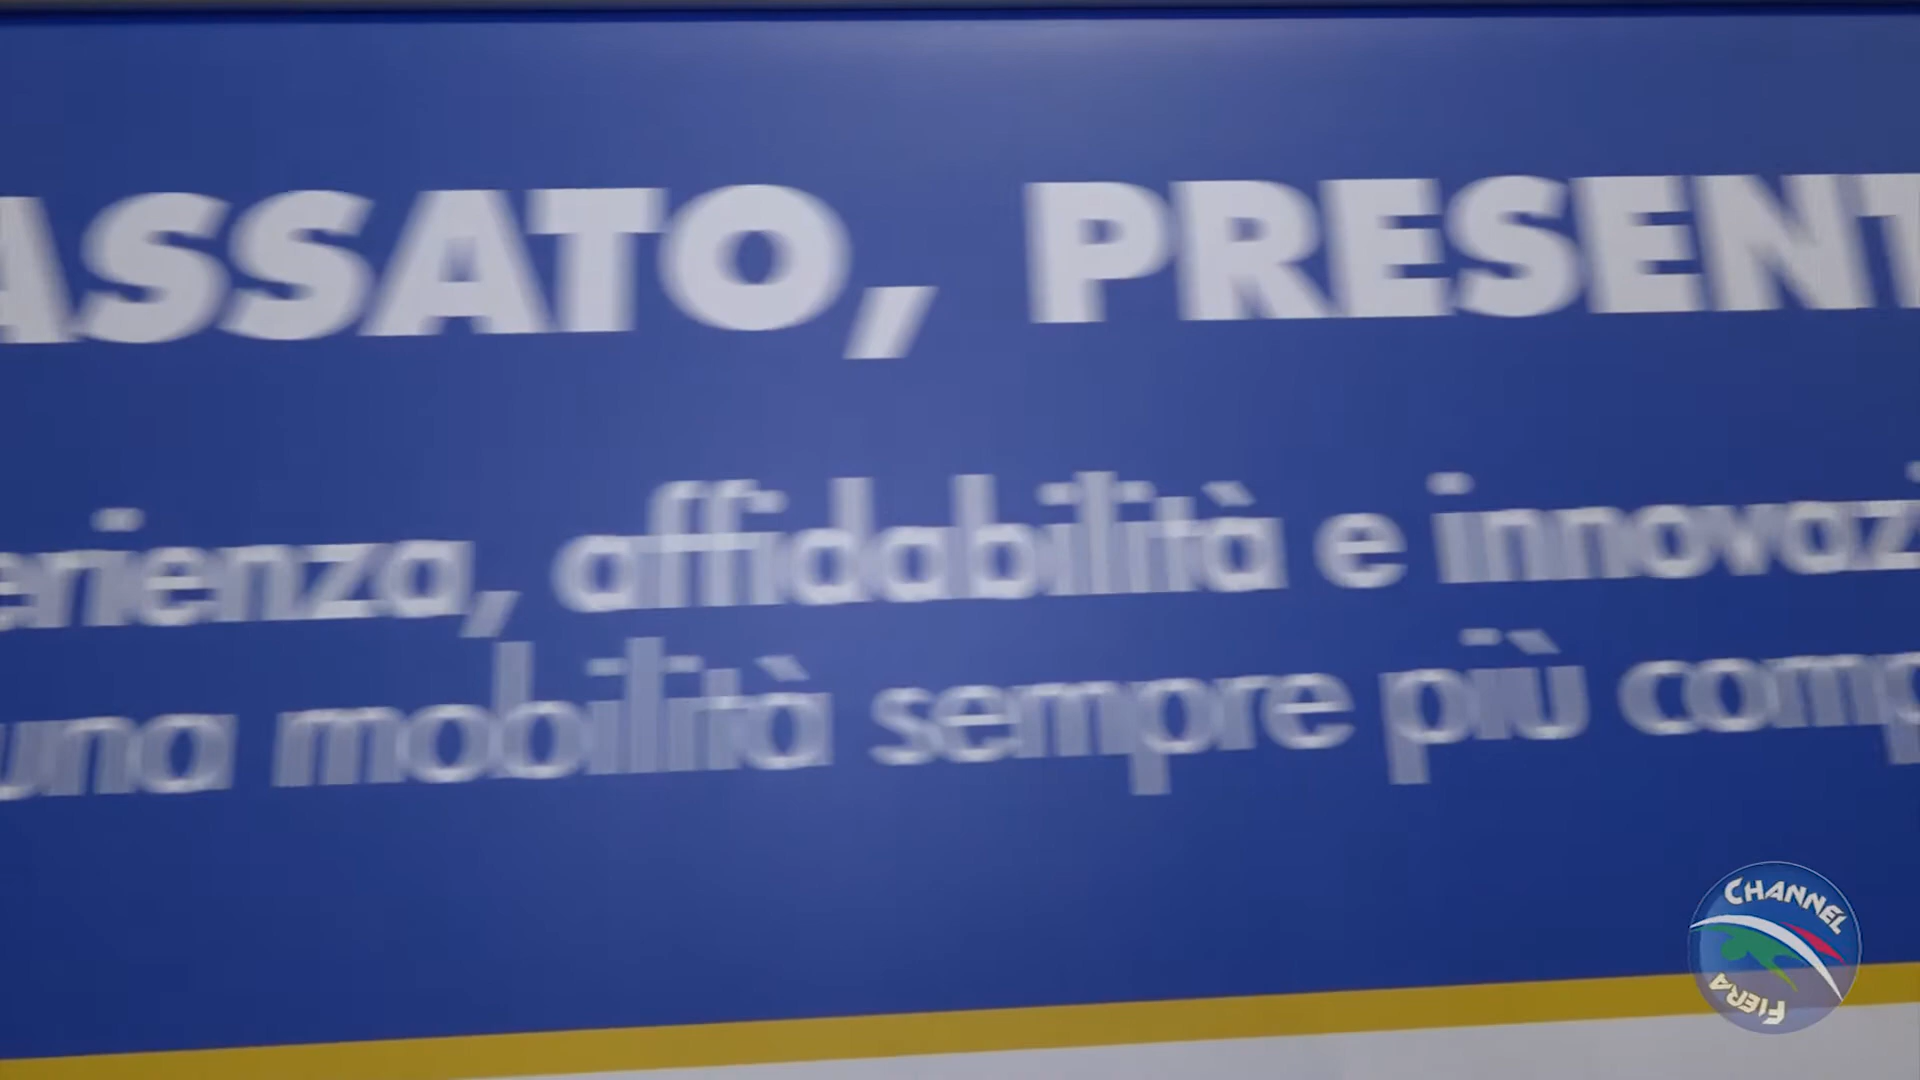 ASSATO, PRESENT
erienza, affidabilità e innovazi
una mobilità sempre più comp
CHANNEL
FIERA